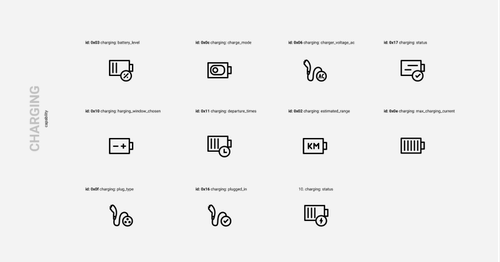 CHARGING
capability
id: 0x03 charging: battery_level
id: 0x0c charging: charge_mode
id: 0x06 charging: charger_voltage_ac
id: 0x17 charging: status
%
AC
id: 0x10 charging: harging_window_chosen
id: 0x11 charging: departure_times
id: 0x02 charging: estimated_range
id: 0x0e charging: max_charging_current
- +
KM
id: 0x0f charging: plug_type
id: 0x16 charging: plugged_in
10. charging: status